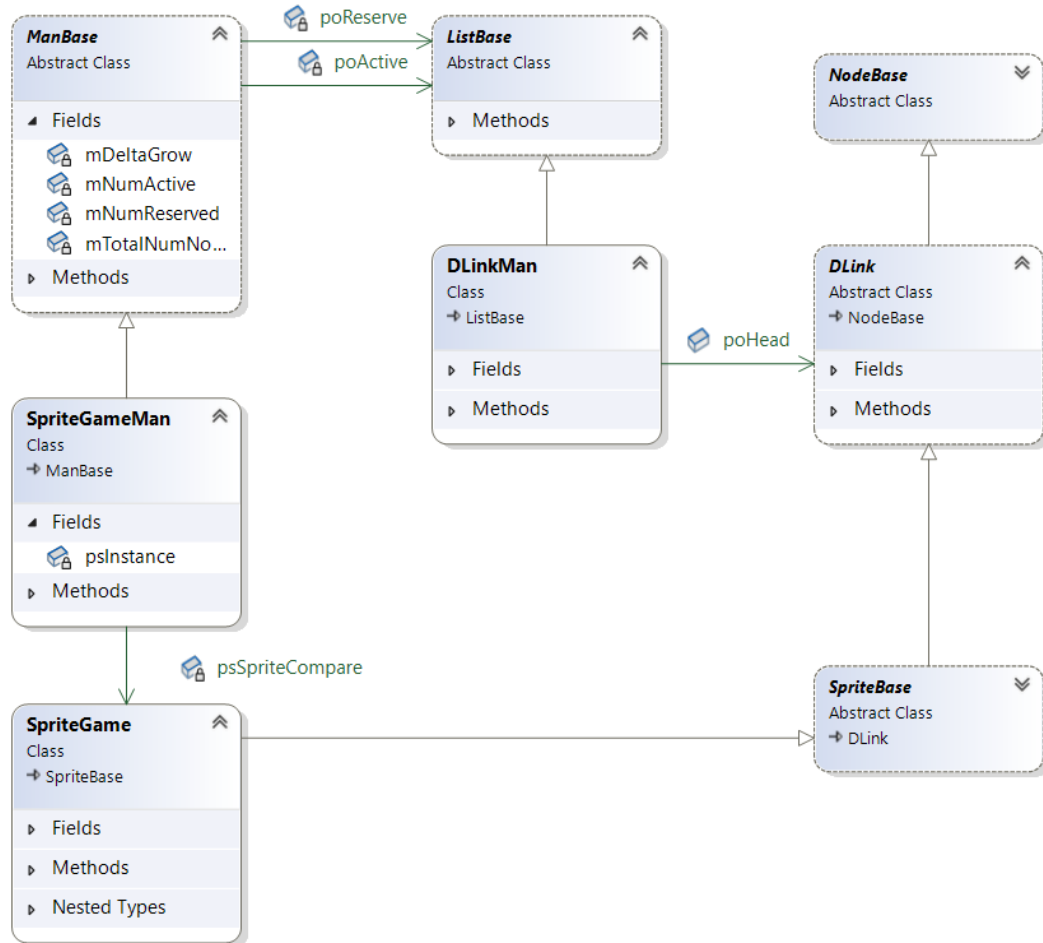 ManBase
Abstract Class
Fields
mDeltaGrow
mNumActive
mNumReserved
mTotalNumNo...
Methods
poReserve
poActive
ListBase
Abstract Class
Methods
NodeBase
Abstract Class
DLinkMan
Class
ListBase
Fields
Methods
poHead
DLink
Abstract Class
NodeBase
Fields
Methods
SpriteGameMan
Class
ManBase
Fields
psInstance
Methods
psSpriteCompare
SpriteGame
Class
SpriteBase
Fields
Methods
Nested Types
SpriteBase
Abstract Class
DLink